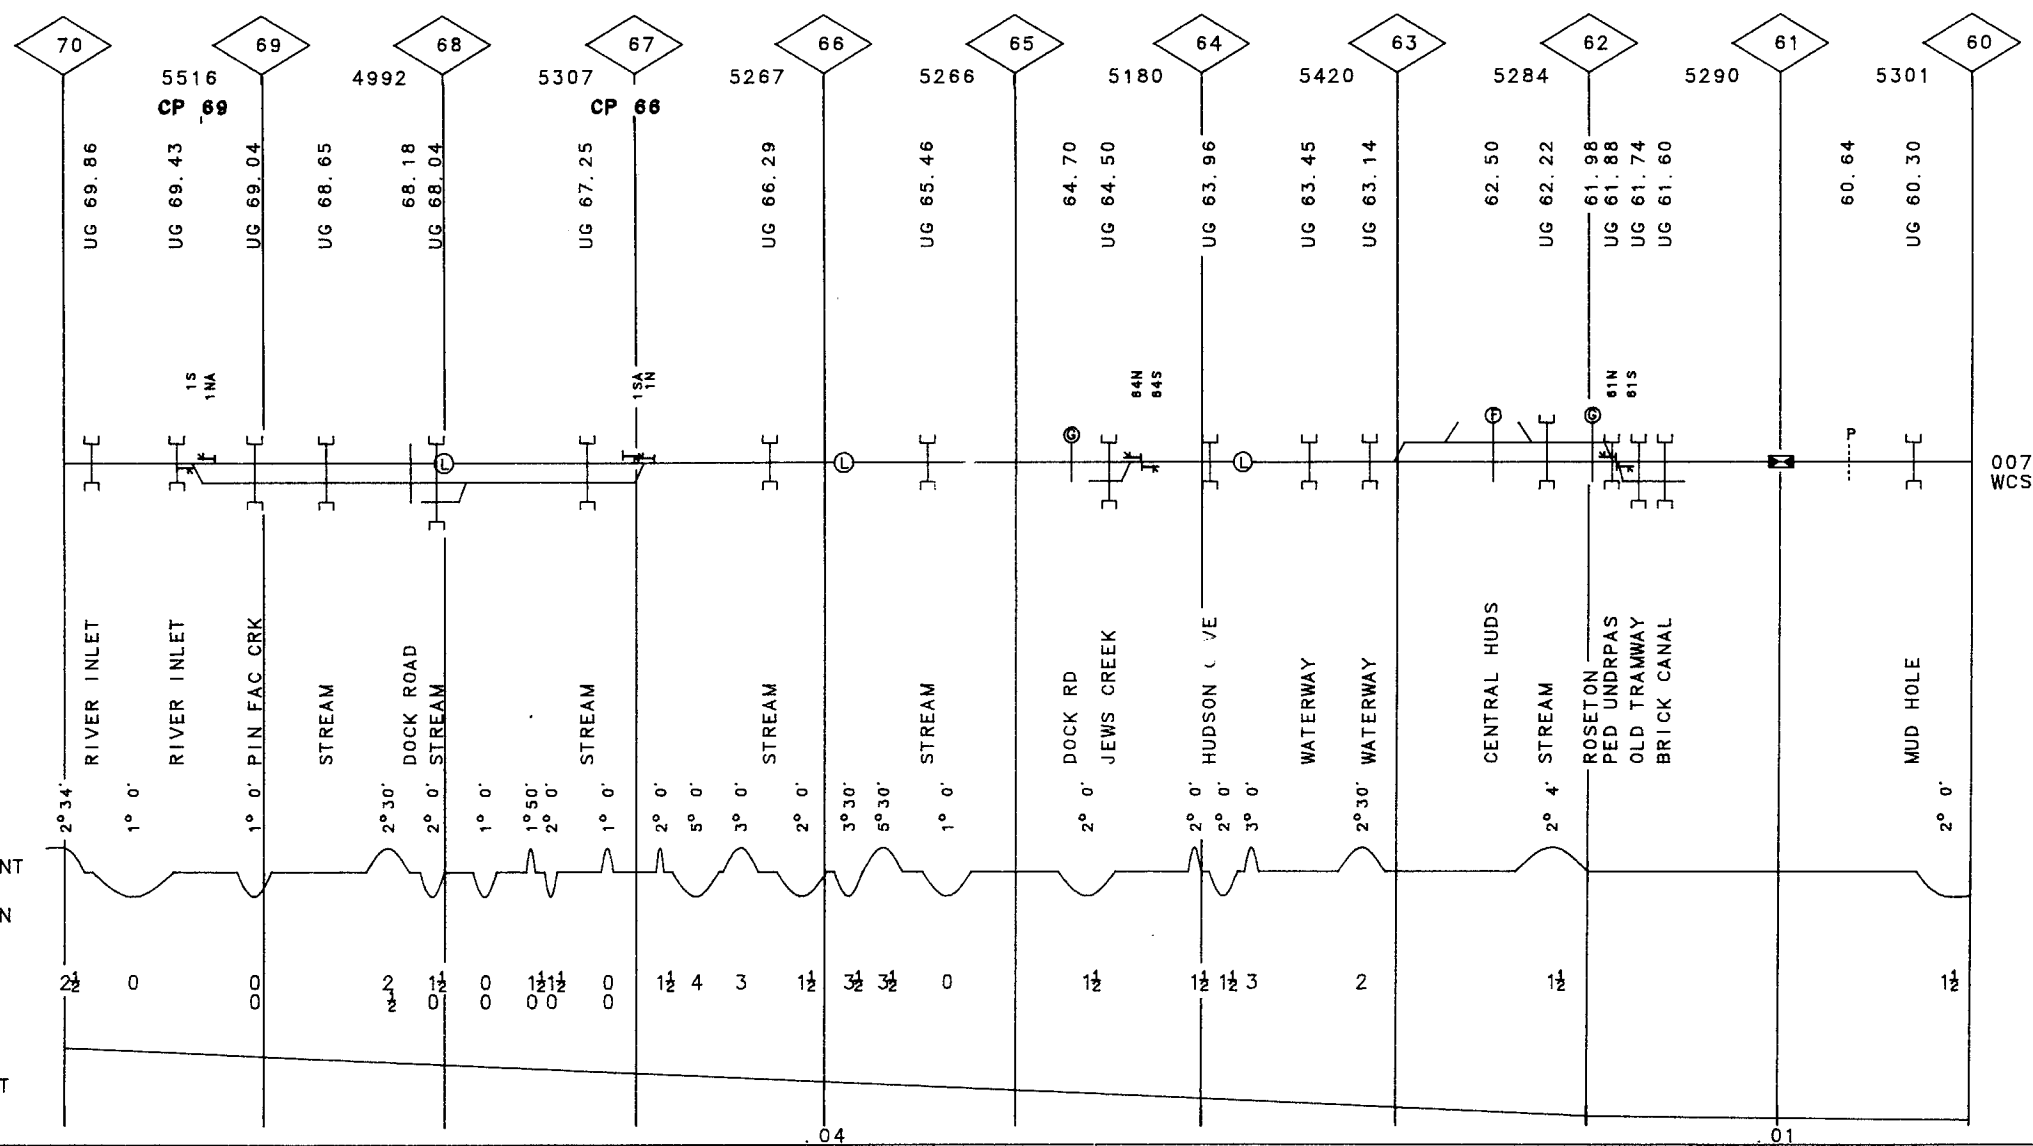 70 69 68 67 66 65 64 63 62 61 60
5516 4992 5307 5267 5266 5180 5420 5284 5290 5301
CP 69
CP 66
UG 69.86
UG 69.43
UG 69.04
UG 68.65
68.18
UG 68.04
UG 67.25
UG 66.29
UG 65.46
64.70
UG 64.50
UG 63.96
UG 63.45
UG 63.14
62.50
UG 62.22
61.98
UG 61.88
UG 61.74
UG 61.60
60.64
UG 60.30
1S
1NA
1SA
1N
64N
64S
61N
61S
L
L
G
L
F
G
P
007
WCS
RIVER INLET
RIVER INLET
PIN FAC CRK
STREAM
DOCK ROAD
STREAM
STREAM
STREAM
STREAM
DOCK RD
JEWS CREEK
HUDSON
WATERWAY
WATERWAY
CENTRAL HUDS
STREAM
ROSETON
PED UNDRPAS
OLD TRAMWAY
BRICK CANAL
MUD HOLE
2° 34'
1° 0'
1° 0'
2° 30'
2° 0'
1° 0'
1° 50'
2° 0'
1° 0'
2° 0'
5° 0'
3° 0'
2° 0'
3° 30'
5° 30'
1° 0'
2° 0'
2° 0'
2° 0'
3° 0'
2° 30'
2° 4'
2° 0'
NT
N
2½ 0 0 2 1½ 0 1½ 1½ 0 1½ 4 3 1½ 3½ 3½ 0 1½ 1½ 1½ 3 2 1½ 1½
0 ½ 0 0 0 0 0
T
.04 .01